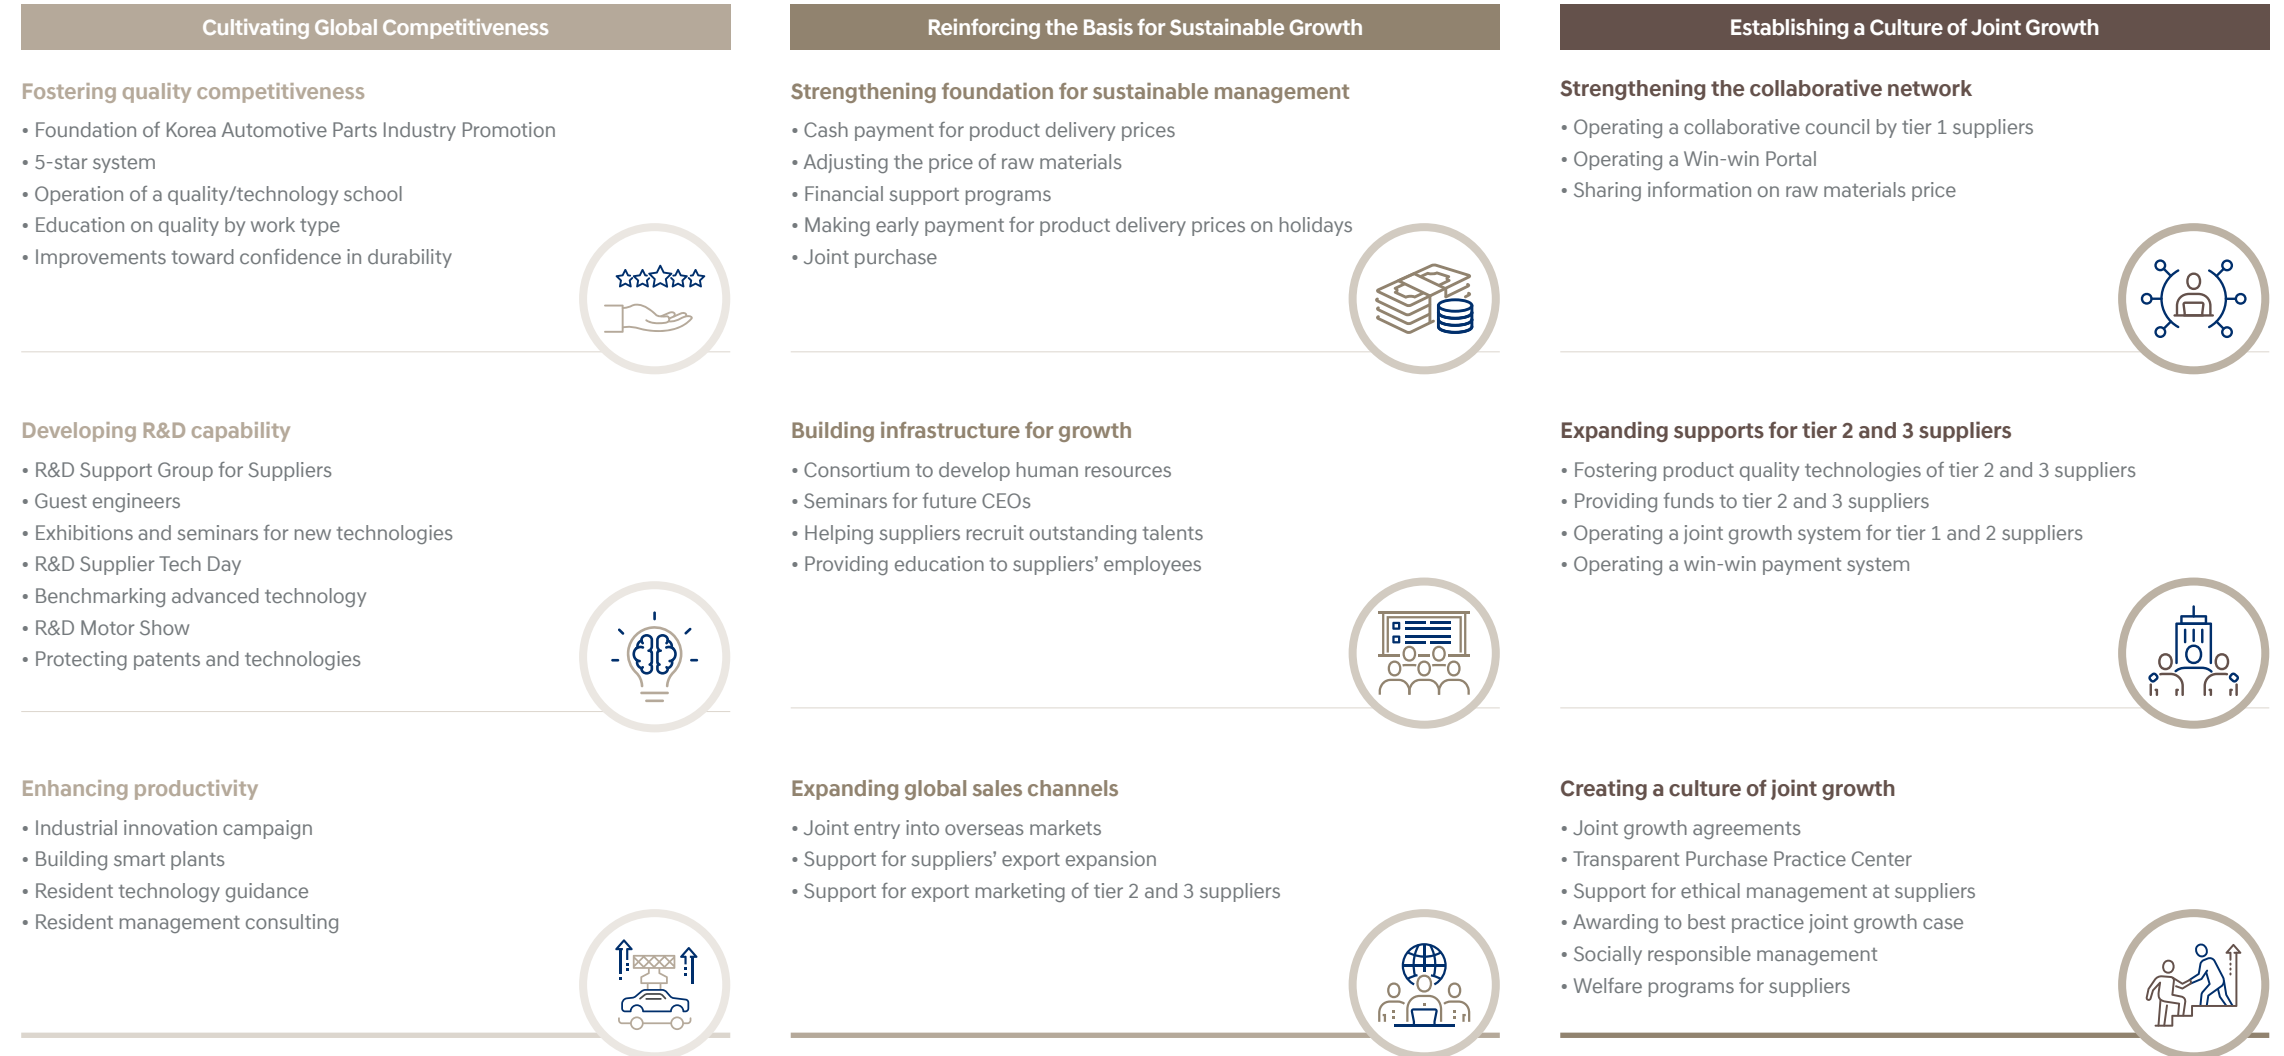 Cultivating Global Competitiveness
Fostering quality competitiveness
• Foundation of Korea Automotive Parts Industry Promotion
• 5-star system
• Operation of a quality/technology school
• Education on quality by work type
• Improvements toward confidence in durability
Developing R&D capability
• R&D Support Group for Suppliers
• Guest engineers
• Exhibitions and seminars for new technologies
• R&D Supplier Tech Day
• Benchmarking advanced technology
• R&D Motor Show
• Protecting patents and technologies
Enhancing productivity
• Industrial innovation campaign
• Building smart plants
• Resident technology guidance
• Resident management consulting
Reinforcing the Basis for Sustainable Growth
Strengthening foundation for sustainable management
• Cash payment for product delivery prices
• Adjusting the price of raw materials
• Financial support programs
• Making early payment for product delivery prices on holidays
• Joint purchase
Building infrastructure for growth
• Consortium to develop human resources
• Seminars for future CEOs
• Helping suppliers recruit outstanding talents
• Providing education to suppliers’ employees
Expanding global sales channels
• Joint entry into overseas markets
• Support for suppliers’ export expansion
• Support for export marketing of tier 2 and 3 suppliers
Establishing a Culture of Joint Growth
Strengthening the collaborative network
• Operating a collaborative council by tier 1 suppliers
• Operating a Win-win Portal
• Sharing information on raw materials price
Expanding supports for tier 2 and 3 suppliers
• Fostering product quality technologies of tier 2 and 3 suppliers
• Providing funds to tier 2 and 3 suppliers
• Operating a joint growth system for tier 1 and 2 suppliers
• Operating a win-win payment system
Creating a culture of joint growth
• Joint growth agreements
• Transparent Purchase Practice Center
• Support for ethical management at suppliers
• Awarding to best practice joint growth case
• Socially responsible management
• Welfare programs for suppliers